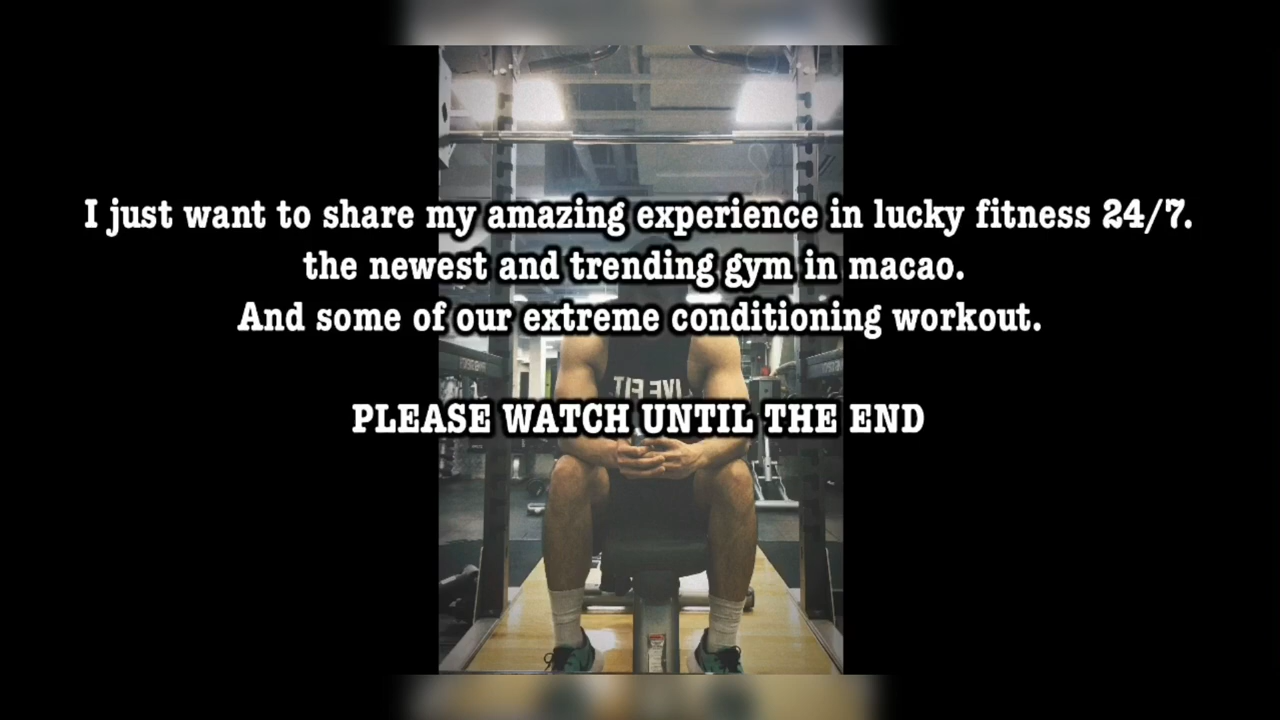 I just want to share my amazing experience in lucky fitness 24/7.
the newest and trending gym in macao.
And some of our extreme conditioning workout.
PLEASE WATCH UNTIL THE END